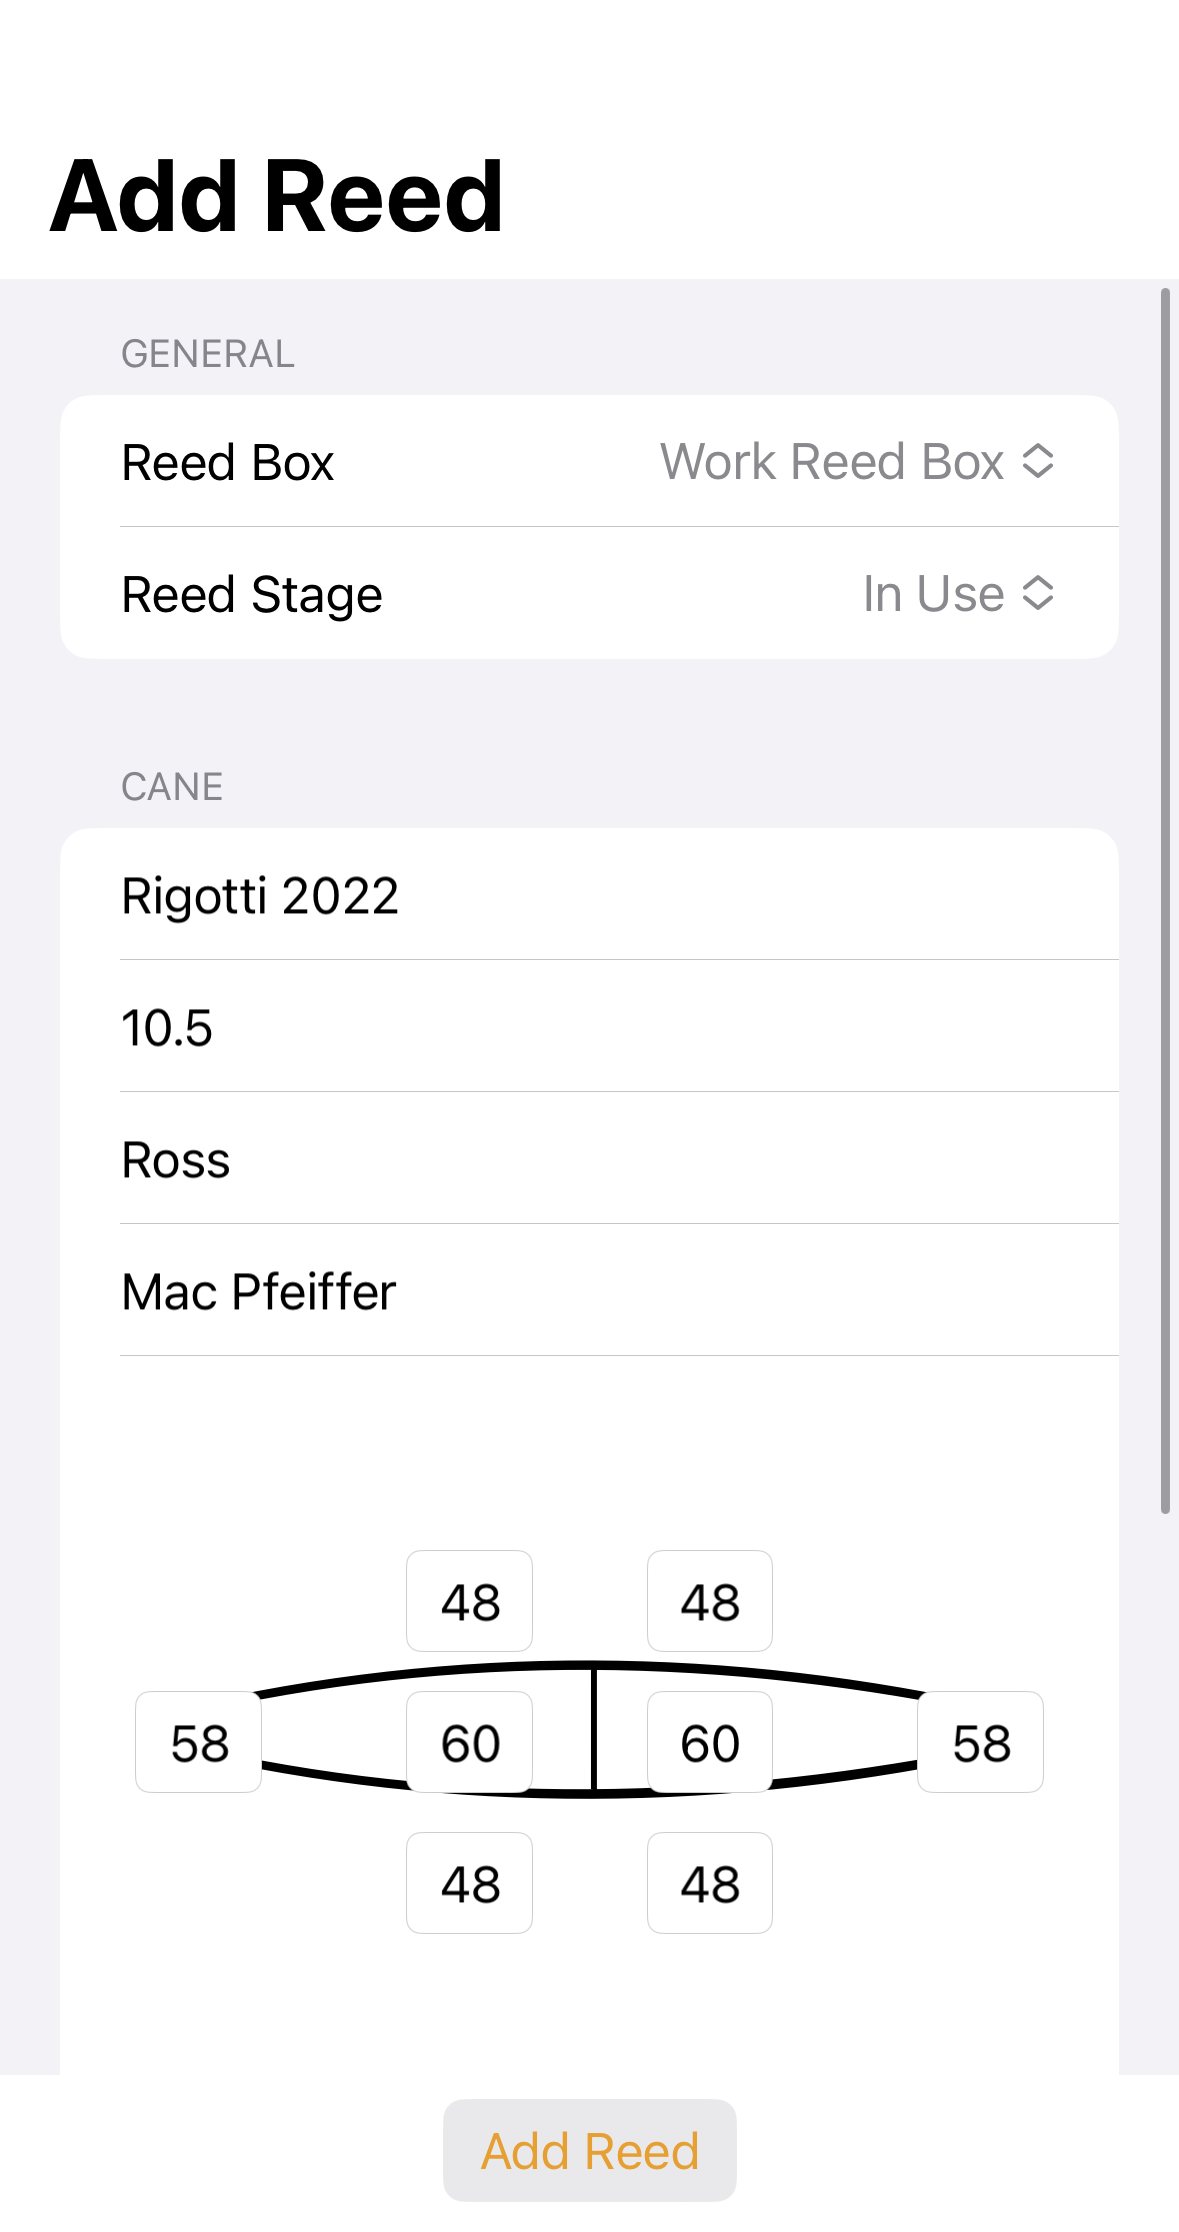 Add Reed
GENERAL
Reed Box Work Reed Box
Reed Stage In Use
CANE
Rigotti 2022
10.5
Ross
Mac Pfeiffer
48 48
58 60 60 58
48 48
Add Reed